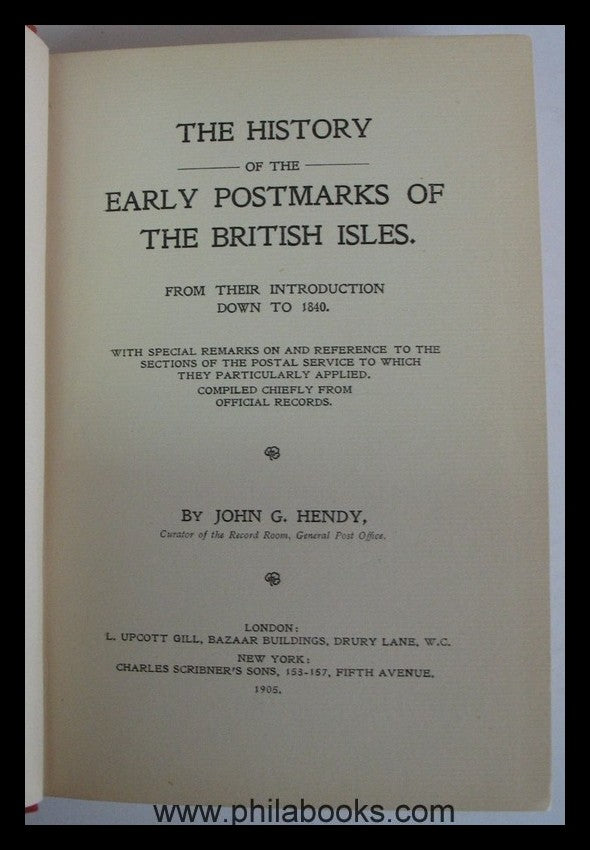 THE HISTORY
OF THE
EARLY POSTMARKS OF
THE BRITISH ISLES.
FROM THEIR INTRODUCTION
DOWN TO 1840.
WITH SPECIAL REMARKS ON AND REFERENCE TO THE
SECTIONS OF THE POSTAL SERVICE TO WHICH
THEY PARTICULARLY APPLIED.
COMPILED CHIEFLY FROM
OFFICIAL RECORDS.
BY JOHN G. HENDY,
Curator of the Record Room, General Post Office.
LONDON:
L. UPCOTT GILL, BAZAAR BUILDINGS, DRURY LANE, W.C.
NEW YORK:
CHARLES SCRIBNER'S SONS, 153-157, FIFTH AVENUE.
1905.
www.philabooks.com